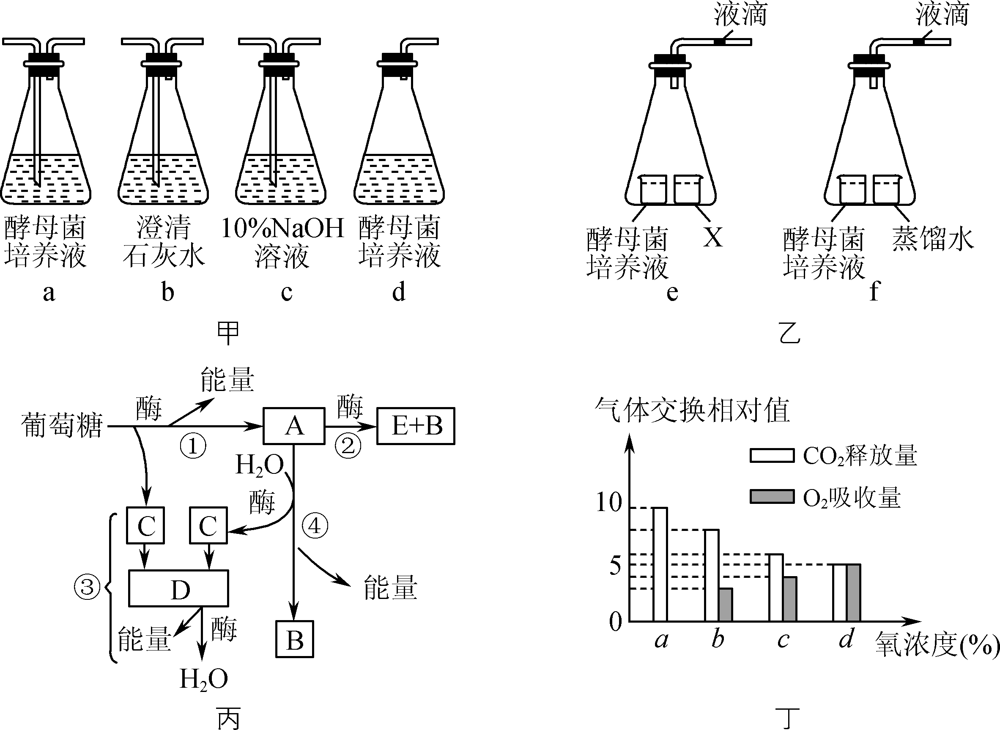 液滴 液滴
酵母菌 澄清 10%NaOH 酵母菌
培养液 石灰水 溶液 培养液
a b c d
酵母菌 X 酵母菌 蒸馏水
培养液 培养液
e f
甲 乙
能量
酶 酶
葡萄糖 A E+B
① ②
H₂O
酶
C C ④
③ D
能量
能量 酶
B
H₂O
丙
气体交换相对值
CO₂释放量
O₂吸收量
10
5
0
a b c d 氧浓度(%)
丁